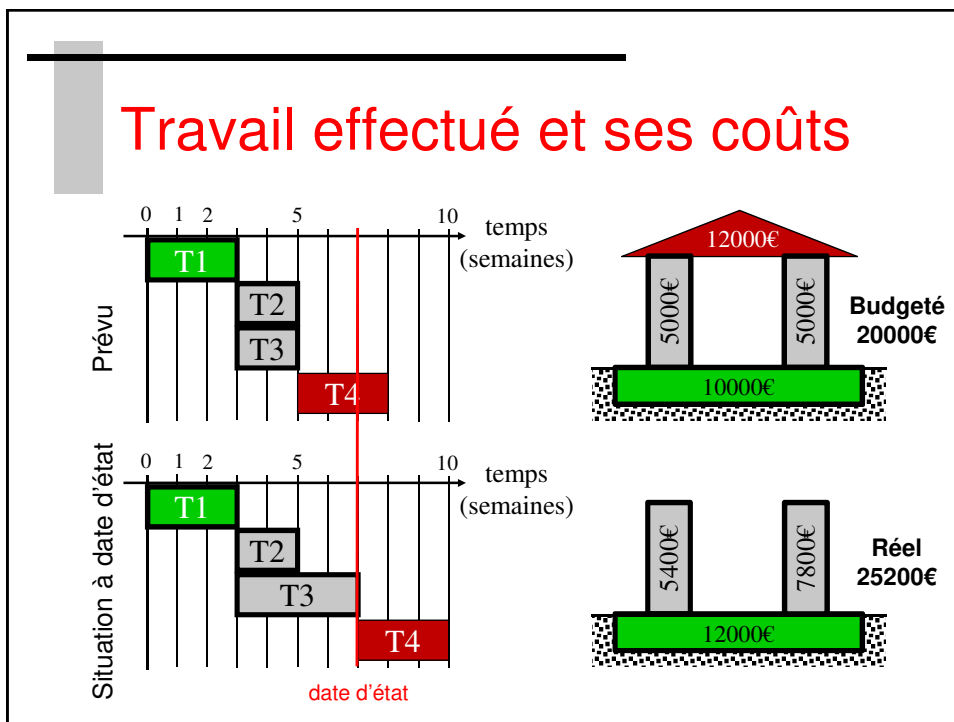 Travail effectué et ses coûts
0 1 2 5 10
temps
(semaines)
T1
T2
T3
T4
Prévu
12000€
5000€
5000€
10000€
Budgeté
20000€
0 1 2 5 10
temps
(semaines)
T1
T2
T3
T4
Situation à date d'état
date d'état
5400€
7800€
12000€
Réel
25200€